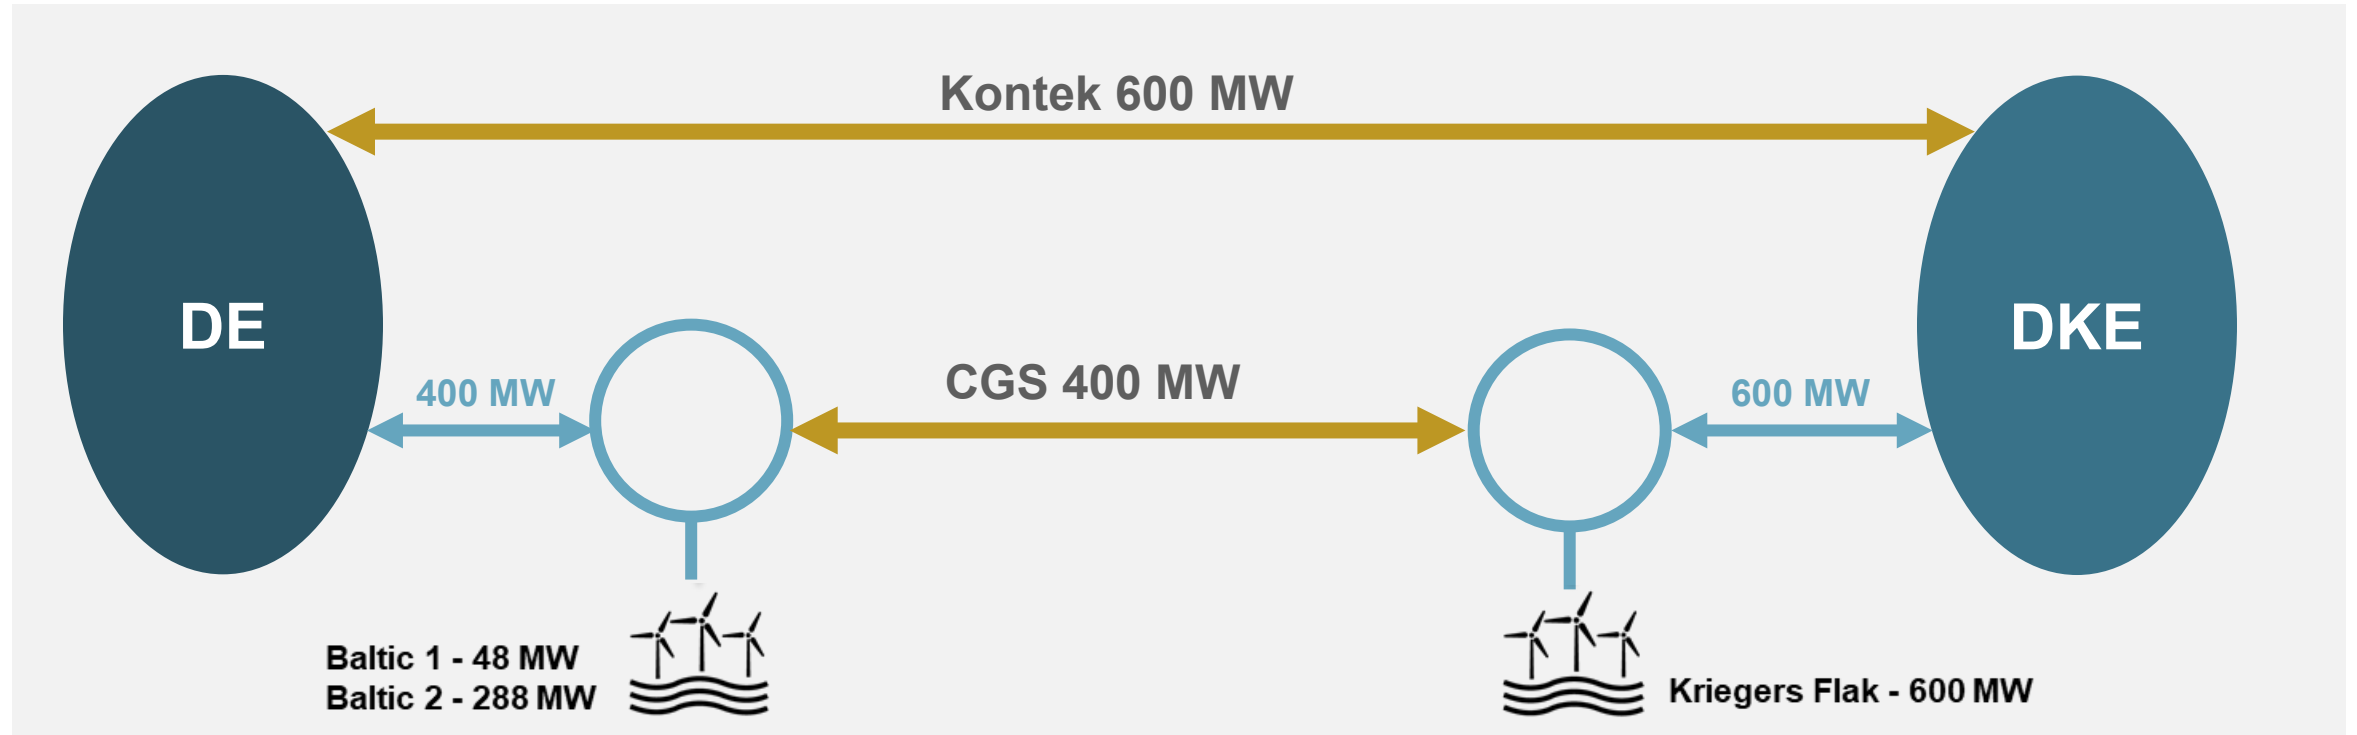 Kontek 600 MW
DE
DKE
400 MW
CGS 400 MW
600 MW
Baltic 1 - 48 MW
Baltic 2 - 288 MW
Kriegers Flak - 600 MW